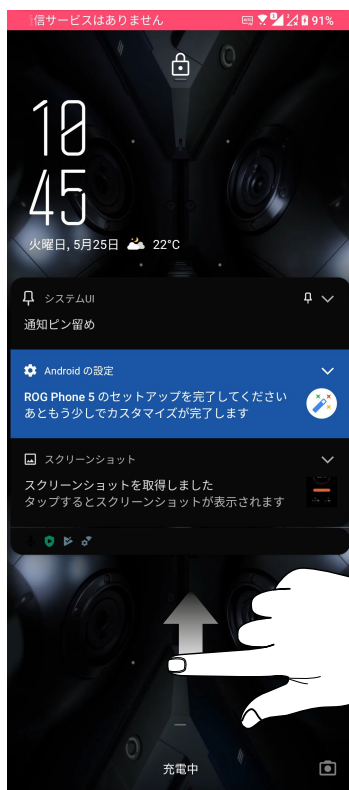 信サービスはありません
91%
18
45
火曜日, 5月25日 22°C
システムUI
通知ピン留め
Android の設定
ROG Phone 5 のセットアップを完了してください
あともう少しでカスタマイズが完了します
スクリーンショット
スクリーンショットを取得しました
タップするとスクリーンショットが表示されます
充電中